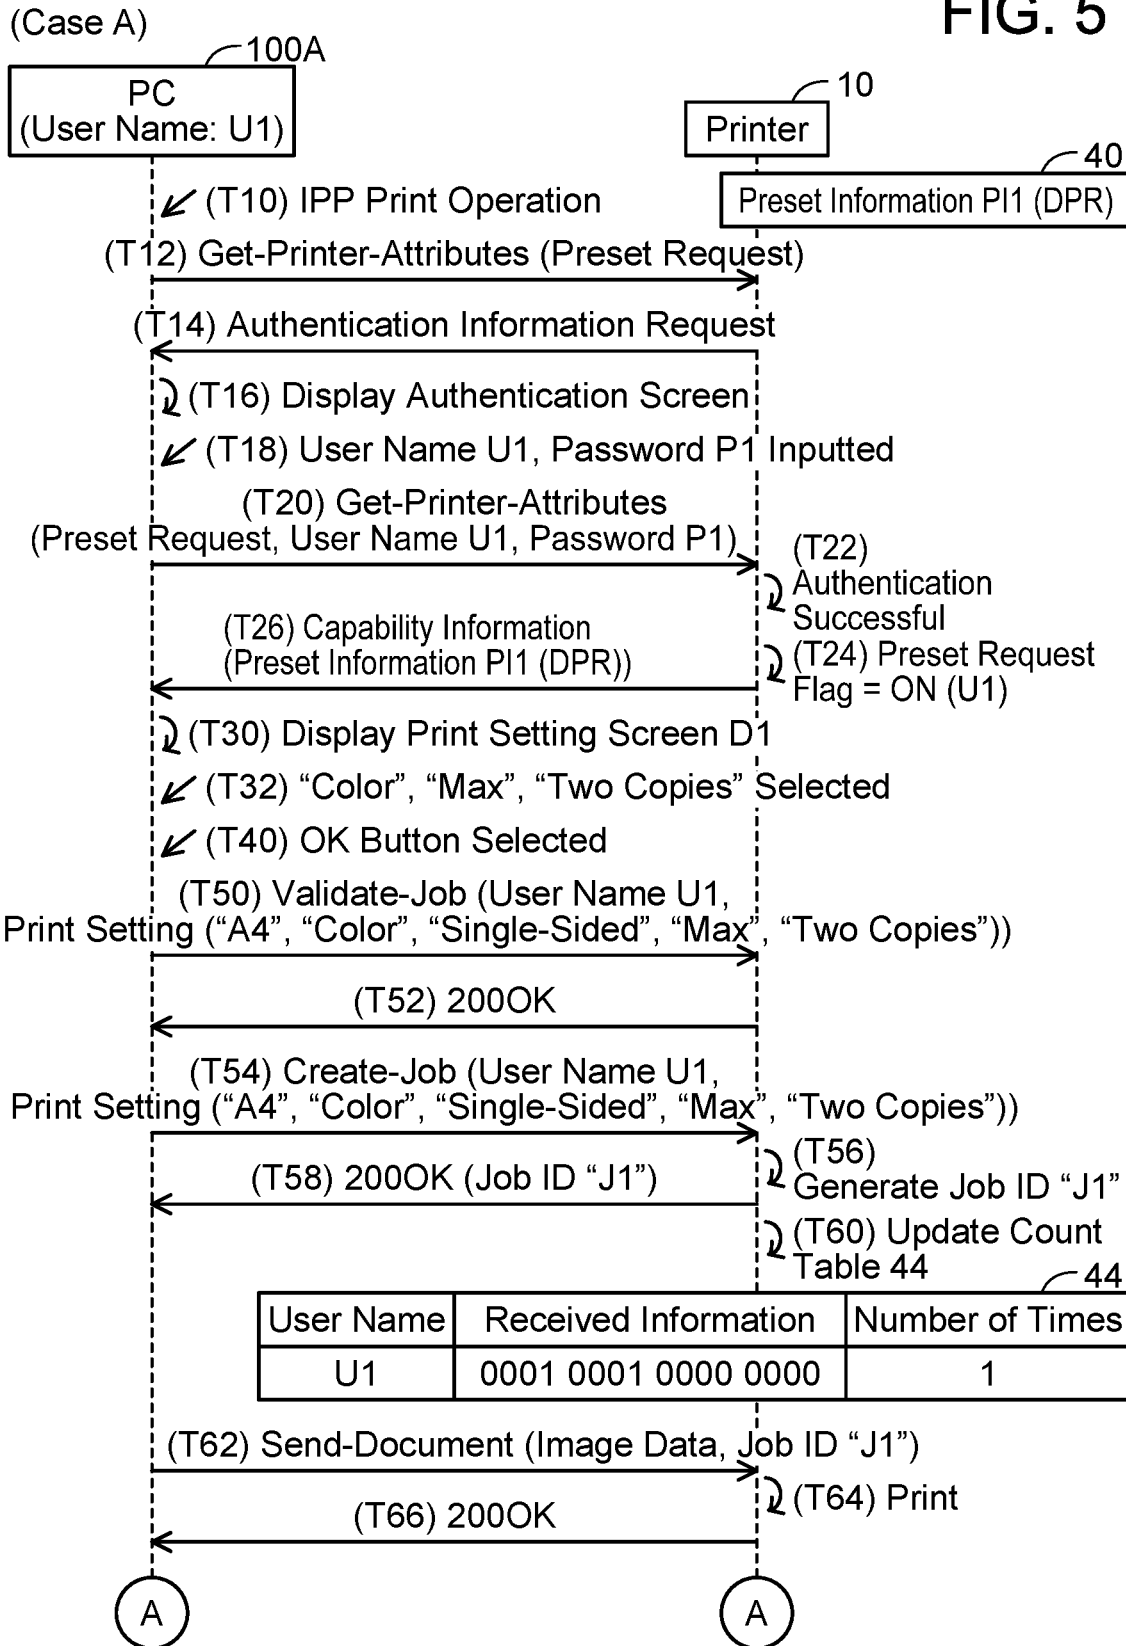 (Case A)
FIG. 5
100A
PC
(User Name: U1)
10
Printer
40
Preset Information PI1 (DPR)
(T10) IPP Print Operation
(T12) Get-Printer-Attributes (Preset Request)
(T14) Authentication Information Request
(T16) Display Authentication Screen
(T18) User Name U1, Password P1 Inputted
(T20) Get-Printer-Attributes
(Preset Request, User Name U1, Password P1)
(T22)
Authentication
Successful
(T24) Preset Request
Flag = ON (U1)
(T26) Capability Information
(Preset Information PI1 (DPR))
(T30) Display Print Setting Screen D1
(T32) “Color”, “Max”, “Two Copies” Selected
(T40) OK Button Selected
(T50) Validate-Job (User Name U1,
Print Setting (“A4”, “Color”, “Single-Sided”, “Max”, “Two Copies”))
(T52) 200OK
(T54) Create-Job (User Name U1,
Print Setting (“A4”, “Color”, “Single-Sided”, “Max”, “Two Copies”))
(T56)
Generate Job ID “J1”
(T58) 200OK (Job ID “J1”)
(T60) Update Count
Table 44
44
User Name Received Information Number of Times
U1 0001 0001 0000 0000 1
(T62) Send-Document (Image Data, Job ID “J1”)
(T64) Print
(T66) 200OK
A A